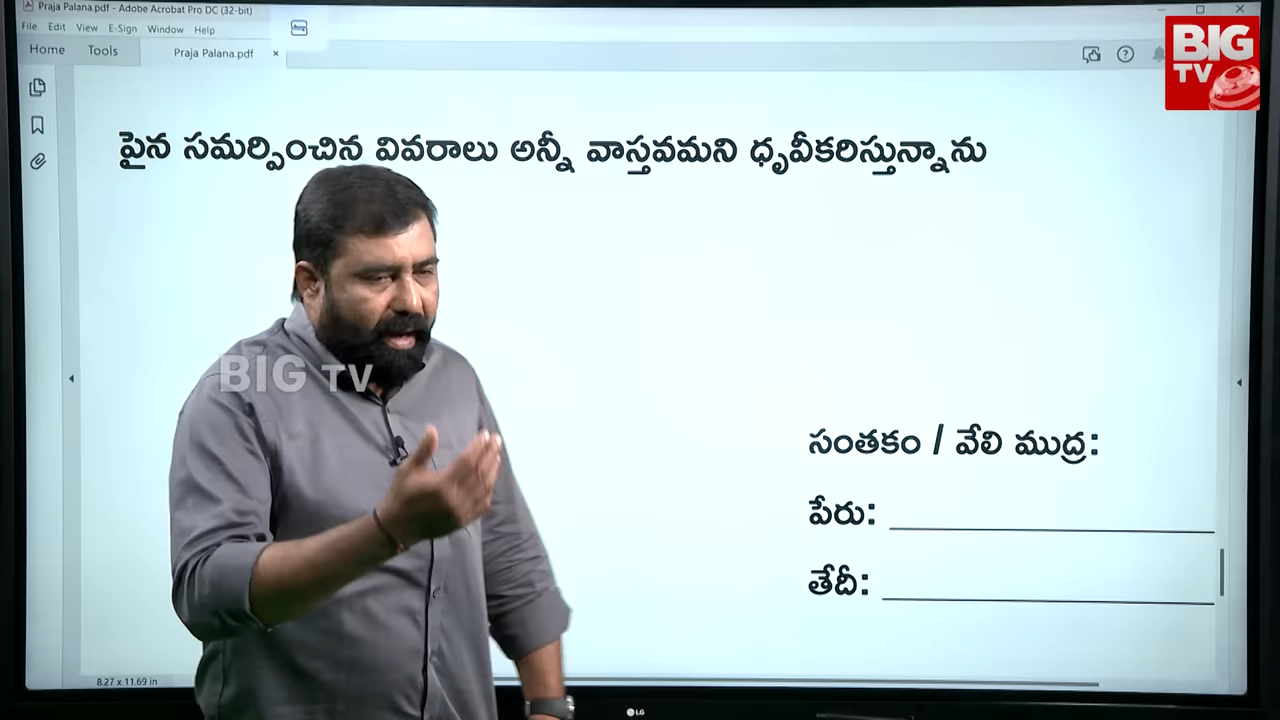 Praja Palana.pdf - Adobe Acrobat Pro DC (32-bit)
File Edit View E-Sign Window Help
Home Tools Praja Palana.pdf ×
BIG
TV
పైన సమర్పించిన వివరాలు అన్నీ వాస్తవమని ధృవీకరిస్తున్నాను
BIG TV
సంతకం / వేలి ముద్ర:
పేరు:
తేదీ:
8.27 x 11.69 in
LG